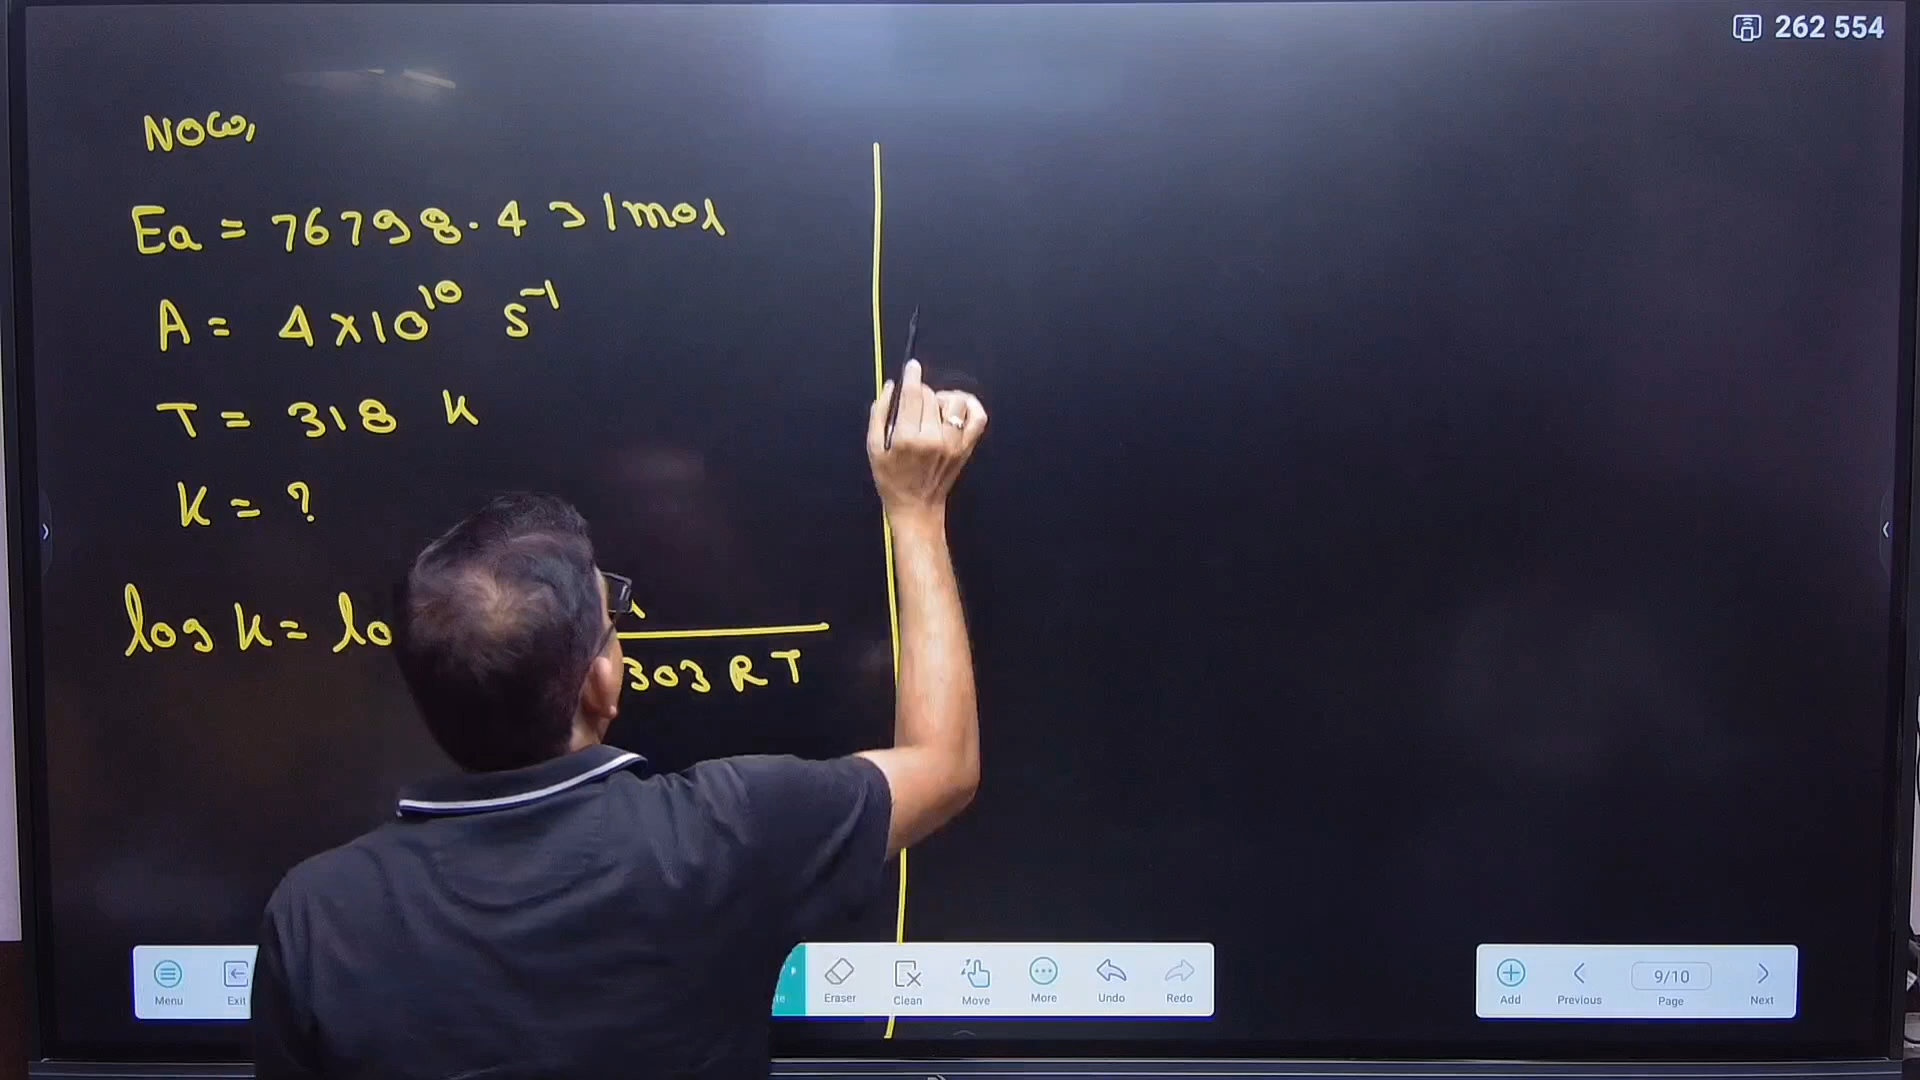 262 554
Now,
Ea = 76798.4 J/mol
A = 4×10¹⁰ s⁻¹
T = 318 K
K = ?
log K = lo
303 RT
Menu
Exit
Eraser
Clean
Move
More
Undo
Redo
Add
Previous
9/10
Page
Next